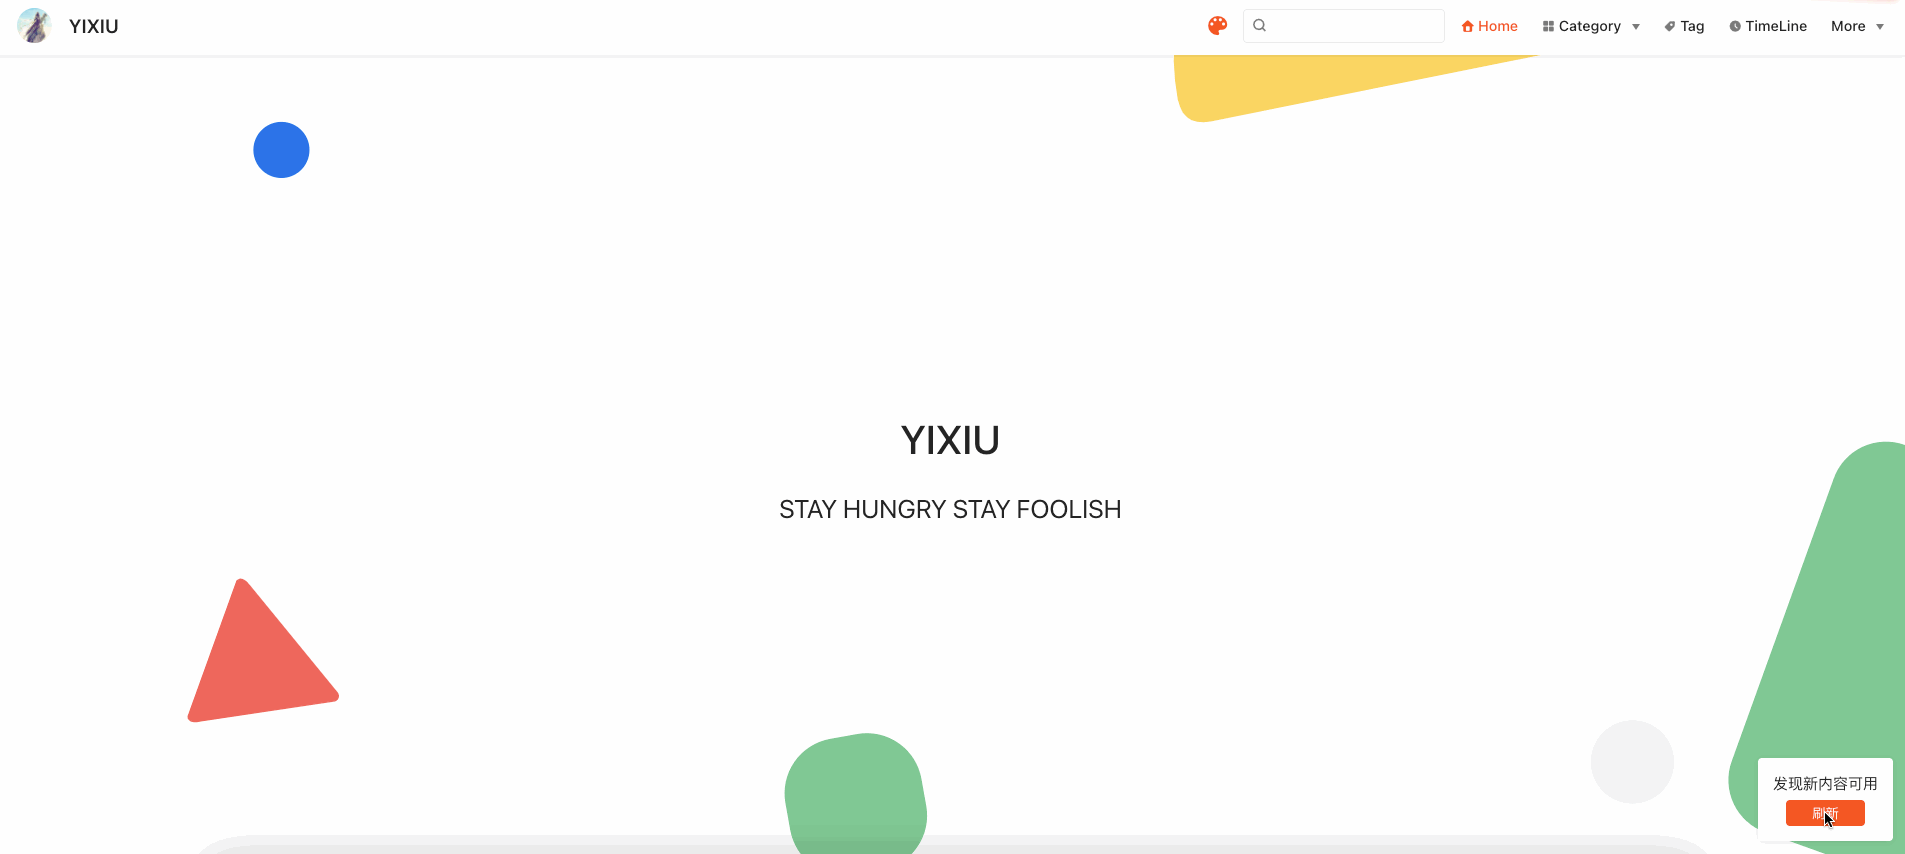 YIXIU
Home
Category
Tag
TimeLine
More
YIXIU
STAY HUNGRY STAY FOOLISH
发现新内容可用
刷新